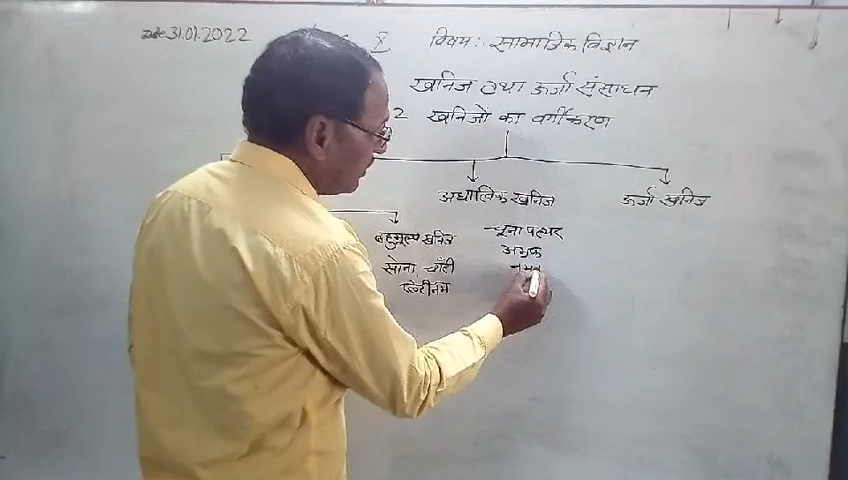 date 31.01.2022 X विषय: सामाजिक विज्ञान
खनिज तथा ऊर्जा संसाधन
2 खनिजों का वर्गीकरण
अधात्विक खनिज ऊर्जा खनिज
बहुमूल्य खनिज चूना पत्थर
अभ्रक
सोना, चाँदी नमक
प्लेटीनम